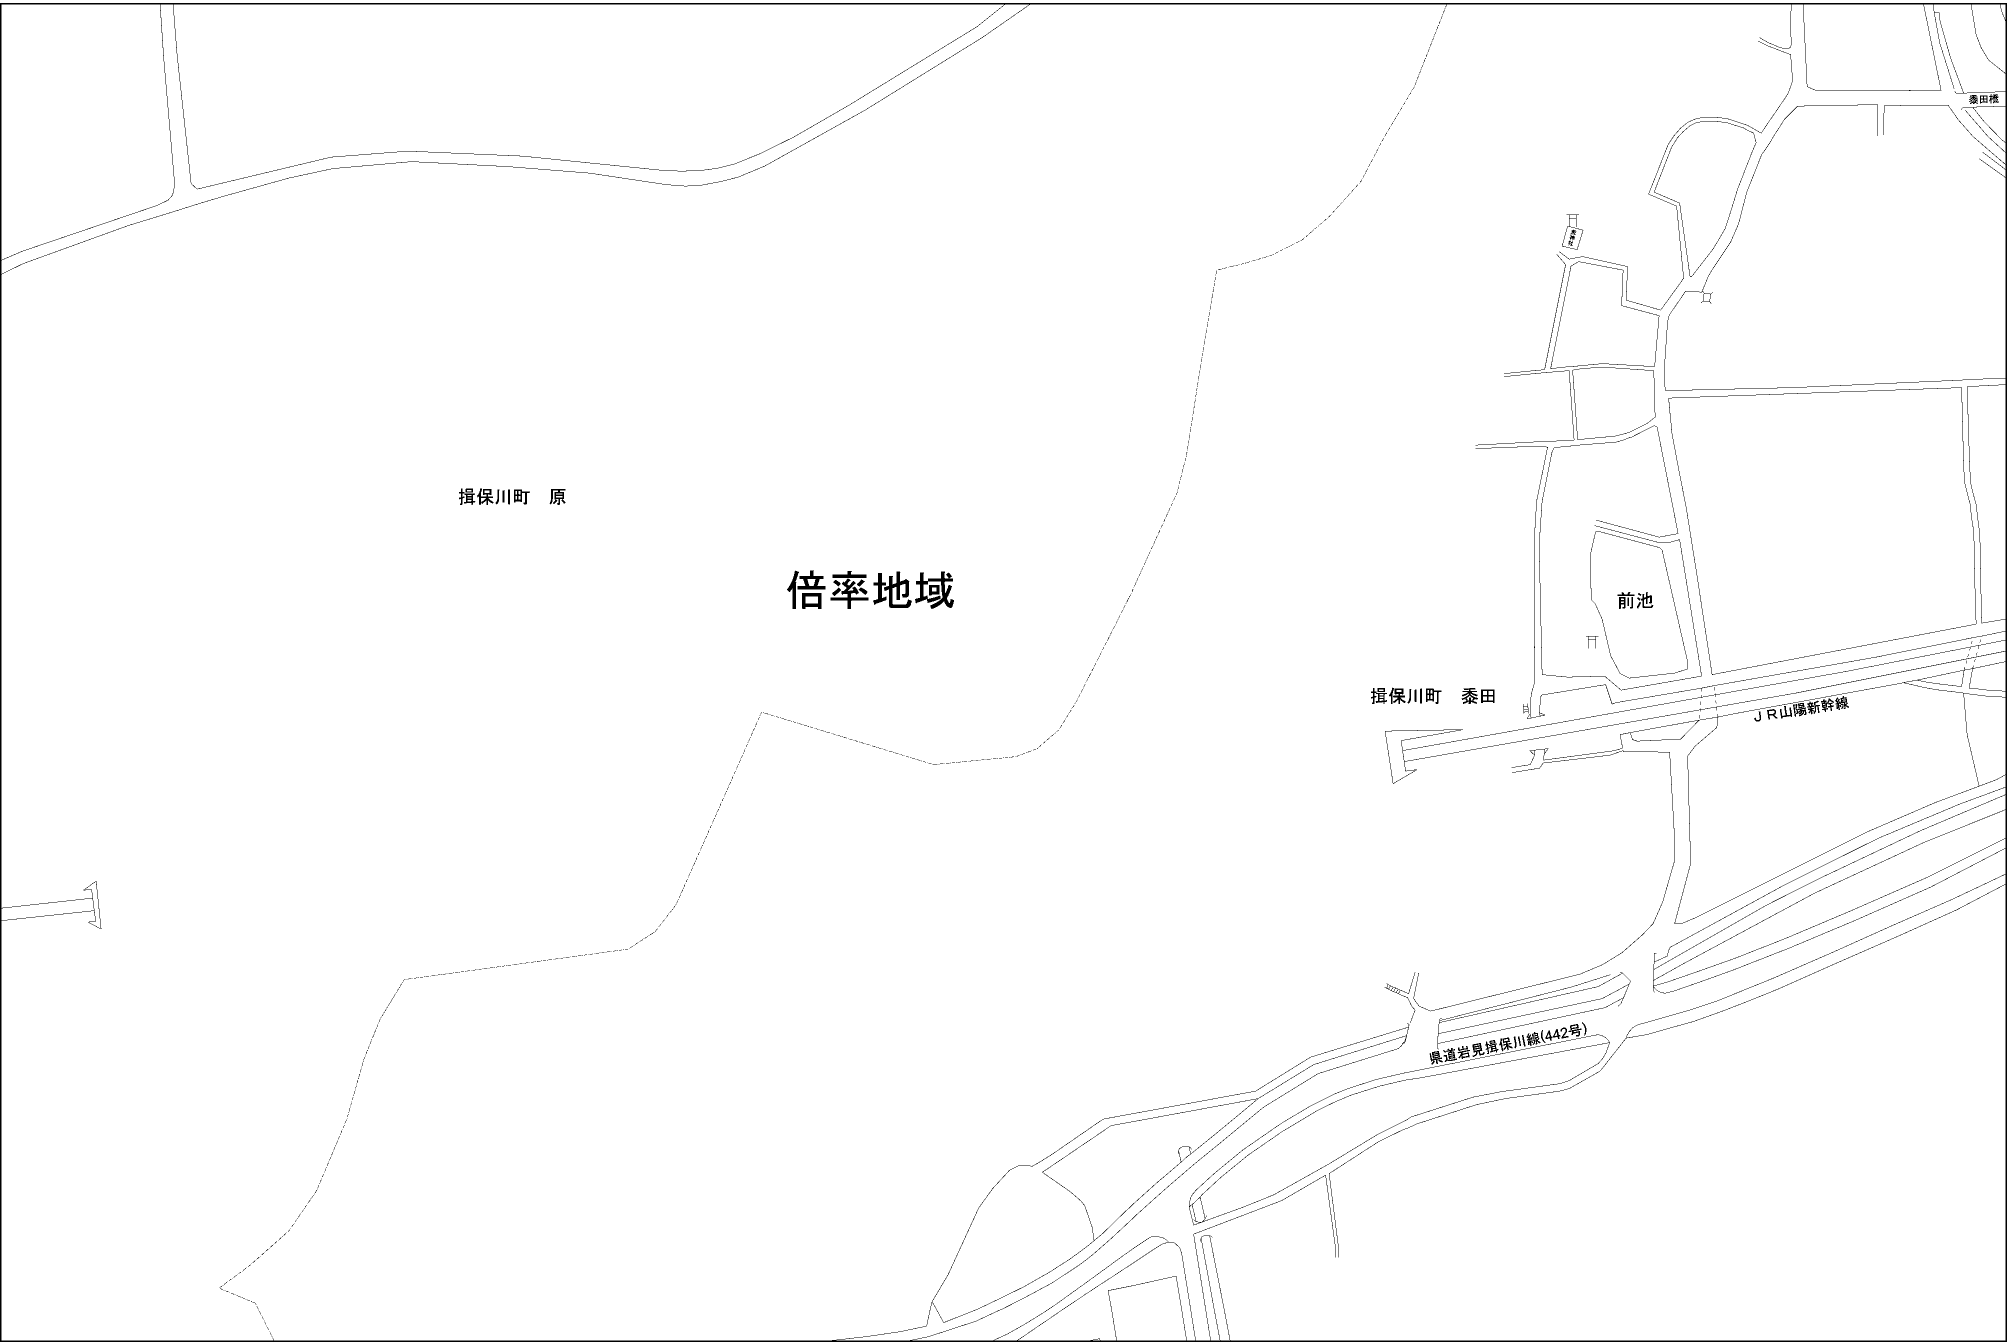 黍田橋
揖保川町　原
倍率地域
前池
揖保川町　黍田
ＪＲ山陽新幹線
県道岩見揖保川線(442号)